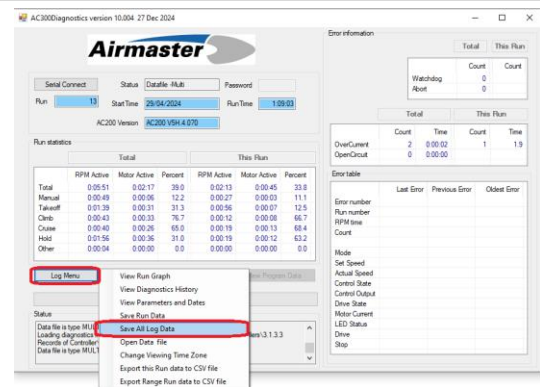 AC300Diagnostics version 10.004 27 Dec 2024
Airmaster
Serial Connect Status Datafile -Multi Password
Run 13 Start Time 29/04/2024 Run Time 1:09:03
AC200 Version AC200 V5H.4.070
Run statistics
Total This Run
RPM Active Motor Active Percent RPM Active Motor Active Percent
Total 0:05:51 0:02:17 39.0 0:02:13 0:00:45 33.8
Manual 0:00:49 0:00:06 12.2 0:00:27 0:00:03 11.1
Takeoff 0:01:39 0:00:31 31.3 0:00:56 0:00:07 12.5
Climb 0:00:43 0:00:33 76.7 0:00:12 0:00:08 66.7
Cruise 0:00:40 0:00:26 65.0 0:00:19 0:00:13 68.4
Hold 0:01:56 0:00:36 31.0 0:00:19 0:00:12 63.2
Other 0:00:04 0:00:00 0.0 0:00:00 0:00:00 0.0
Log Menu
View Program Data
View Run Graph
View Diagnostics History
View Parameters and Dates
Save Run Data
Save All Log Data
Open Data file
Change Viewing Time Zone
Export this Run data to CSV file
Export Range Run data to CSV file
Status
Data file is type MUL
Loading diagnostics
ters\3.1.3.3
Records of Controller
Data file is type MULT
Error information
Total This Run
Count Count
Watchdog 0
Abort 0
Total This Run
Count Time Count Time
OverCurrent 2 0:00:02 1 1.9
OpenCircuit 0 0:00:00
Error table
Last Error Previous Error Oldest Error
Error number
Run number
RPM time
Count
Mode
Set Speed
Actual Speed
Control State
Control Output
Drive State
Motor Current
LED Status
Drive
Stop